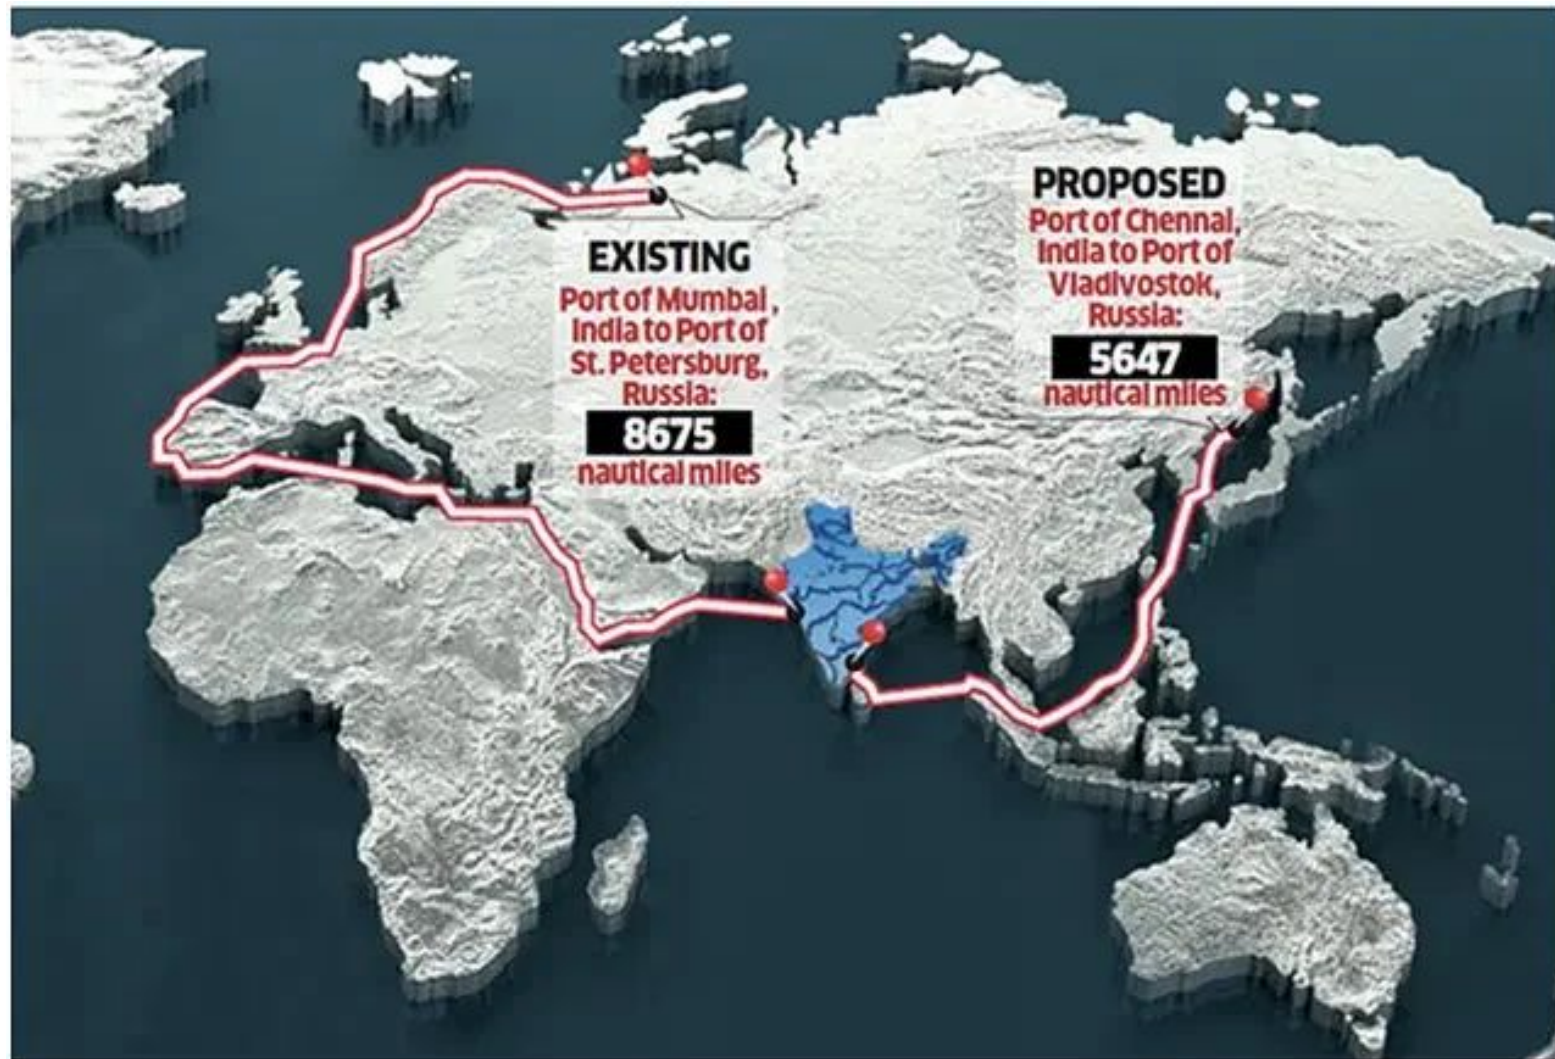 EXISTING
Port of Mumbai,
India to Port of
St. Petersburg,
Russia:
8675
nautical miles
PROPOSED
Port of Chennai,
India to Port of
Vladivostok,
Russia:
5647
nautical miles